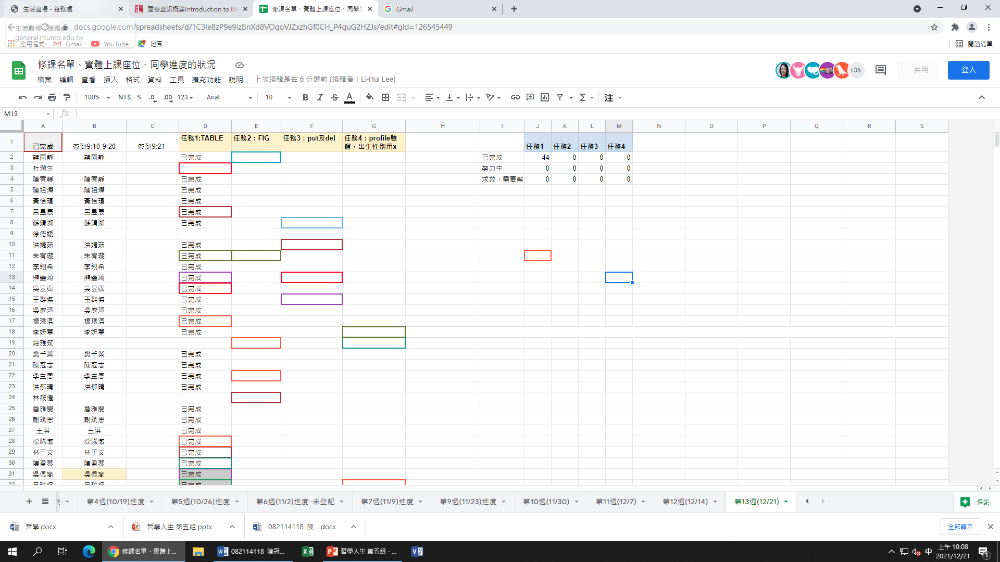 生活廣場 - 總務處
醫療資訊概論Introduction to Me
修課名單、實體上課座位、同學進
Gmail
docs.google.com/spreadsheets/d/1C3Ie8zP9e9IzBnXd8VOqoVJZxzhGf0CH_P4quG2HZJs/edit#gid=126545449
生活廣場 - 總務處
general.ntunhs.edu.tw
應用程式 Gmail YouTube 地圖 閱讀清單
修課名單、實體上課座位、同學進度的狀況
+35 共用 登入
檔案 編輯 查看 插入 格式 資料 工具 擴充功能 說明 上次編輯是在 6 分鐘前 (編輯者：Li-Hui Lee)
100% NT$ % .0 .00 123 Arial 10 B I S A Σ 注
M13 fx
A B C D E F G H I J K L M N O P Q R S
1 已完成 簽到9:10-9:20 簽到9:21- 任務1:TABLE 任務2：FIG 任務3：put及del 任務4：profile驗證，出生性別用x 任務1 任務2 任務3 任務4
2 蔣雨靜 蔣雨靜 已完成 已完成 44 0 0 0
3 杜潤生 努力中 0 0 0 0
4 陳宥靜 陳宥靜 已完成 求救，需要幫 0 0 0 0
5 陳祖燁 陳祖燁 已完成
6 黃怡瑄 黃怡瑄 已完成
7 呂昱辰 呂昱辰 已完成
8 蘇靖洳 蘇靖洳 已完成
9 徐德媛
10 洪婕茹 洪婕茹 已完成
11 朱宥璇 朱宥璇 已完成
12 李翎希 李翎希 已完成
13 熊靈琦 熊靈琦 已完成
14 吳昱霈 吳昱霈 已完成
15 王群傑 王群傑 已完成
16 吳庭瑄 吳庭瑄 已完成
17 楊琇淇 楊琇淇 已完成
18 李妍蓁 李妍蓁 已完成
19 莊雅筑
20 樊千業 樊千業 已完成
21 陳冠志 陳冠志 已完成
22 李主恩 李主恩 已完成
23 洪郁晴 洪郁晴 已完成
24 林筱倢
25 詹雅閔 詹雅閔 已完成
26 謝筑恩 謝筑恩 已完成
27 王淇 王淇 已完成
28 徐晞潔 徐晞潔 已完成
29 林于文 林于文 已完成
30 陳盈蓁 陳盈蓁 已完成
31 吳偲瑜 吳偲瑜 已完成
32 已完成
第4週(10/19)進度 第5週(10/26)進度 第6週(11/2)進度-未登記 第7週(11/9)進度 第9週(11/23)進度 第10週(11/30) 第11週(12/7) 第12週(12/14) 第13週(12/21) 探索
哲學.docx 哲學人生 第五組.pptx 082114118 陳....docx 全部顯示
修課名單、實體上... 082114118 陳冠... 哲學人生 第五組 - ... 中 上午 10:08
2021/12/21 1